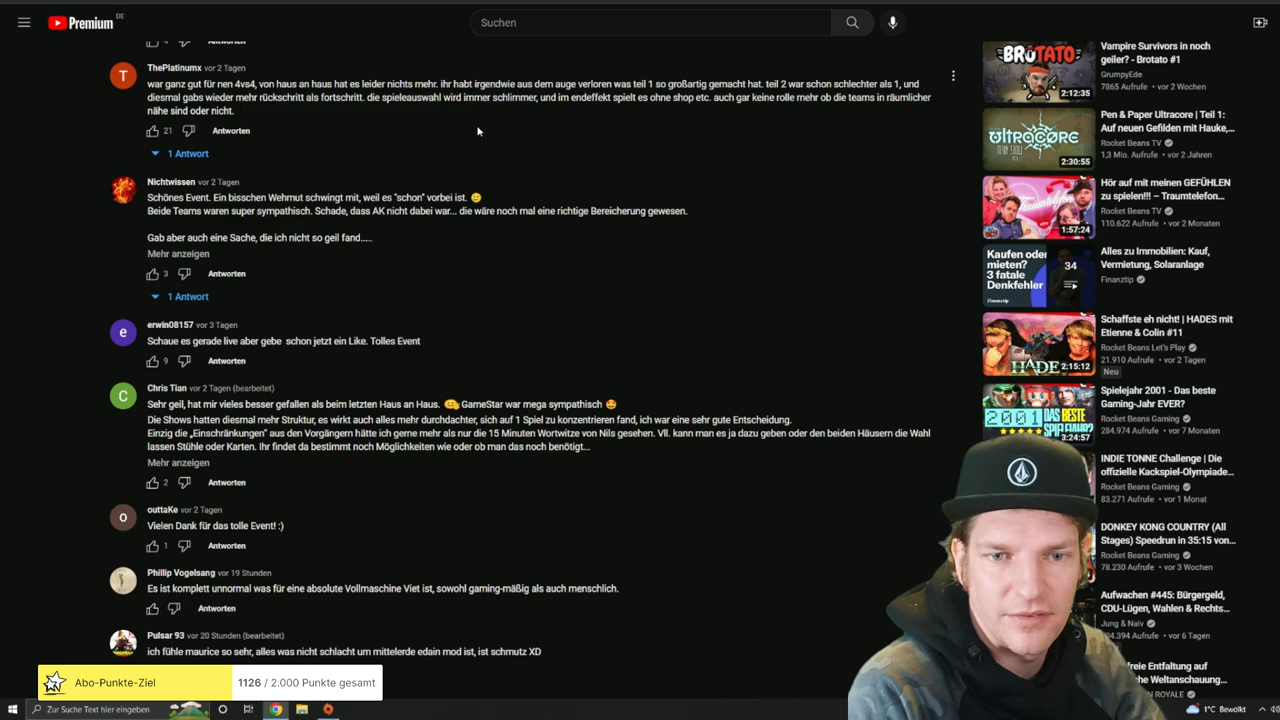 Premium DE
Suchen
Antworten
T
ThePlatinumx vor 2 Tagen
war ganz gut für nen 4vs4, von haus an haus hat es leider nichts mehr. ihr habt irgendwie aus dem auge verloren was teil 1 so großartig gemacht hat. teil 2 war schon schlechter als 1, und
diesmal gabs wieder mehr rückschritt als fortschritt. die spieleauswahl wird immer schlimmer, und im endeffekt spielt es ohne shop etc. auch gar keine rolle mehr ob die teams in räumlicher
nähe sind oder nicht.
21 Antworten
1 Antwort
Nichtwissen vor 2 Tagen
Schönes Event. Ein bisschen Wehmut schwingt mit, weil es "schon" vorbei ist. 🙂
Beide Teams waren super sympathisch. Schade, dass AK nicht dabei war... die wäre noch mal eine richtige Bereicherung gewesen.
Gab aber auch eine Sache, die ich nicht so geil fand.....
Mehr anzeigen
3 Antworten
1 Antwort
e
erwin08157 vor 3 Tagen
Schaue es gerade live aber gebe schon jetzt ein Like. Tolles Event
9 Antworten
C
Chris Tian vor 2 Tagen (bearbeitet)
Sehr geil, hat mir vieles besser gefallen als beim letzten Haus an Haus. GameStar war mega sympathisch 🤩
Die Shows hatten diesmal mehr Struktur, es wirkt auch alles mehr durchdachter, sich auf 1 Spiel zu konzentrieren fand, ich war eine sehr gute Entscheidung.
Einzig die „Einschränkungen" aus den Vorgängern hätte ich gerne mehr als nur die 15 Minuten Wortwitze von Nils gesehen. Vll. kann man es ja dazu geben oder den beiden Häusern die Wahl
lassen Stühle oder Karten. Ihr findet da bestimmt noch Möglichkeiten wie oder ob man das noch benötigt...
Mehr anzeigen
2 Antworten
o
outtaKe vor 2 Tagen
Vielen Dank für das tolle Event! :)
1 Antworten
Phillip Vogelsang vor 19 Stunden
Es ist komplett unnormal was für eine absolute Vollmaschine Viet ist, sowohl gaming-mäßig als auch menschlich.
Antworten
Pulsar 93 vor 20 Stunden (bearbeitet)
ich fühle maurice so sehr, alles was nicht schlacht um mittelerde edain mod ist, ist schmutz XD
Abo-Punkte-Ziel
1126 / 2.000 Punkte gesamt
Zur Suche Text hier eingeben
1°C Bewölkt
BROTATO
2:12:35
Vampire Survivors in noch
geiler? - Brotato #1
GrumpyEde
7865 Aufrufe • vor 2 Wochen
ULTRACORE
2:30:55
Pen & Paper Ultracore | Teil 1:
Auf neuen Gefilden mit Hauke,...
Rocket Beans TV
1,3 Mio. Aufrufe • vor 2 Jahren
Traumtelefon
1:57:24
Hör auf mit meinen GEFÜHLEN
zu spielen!!! – Traumtelefon...
Rocket Beans TV
110.622 Aufrufe • vor 2 Monaten
Kaufen oder
mieten?
3 fatale
Denkfehler
Finanztip
34
Alles zu Immobilien: Kauf,
Vermietung, Solaranlage
Finanztip
HADE
2:15:12
Schaffste eh nicht! | HADES mit
Etienne & Colin #11
Rocket Beans Let's Play
21.910 Aufrufe • vor 2 Tagen
Neu
2001 DAS BESTE
SPIELEJAHR?
3:24:57
Spielejahr 2001 - Das beste
Gaming-Jahr EVER?
Rocket Beans Gaming
284.974 Aufrufe • vor 7 Monaten
INDIE TONNE Challenge | Die
offizielle Kackspiel-Olympiade...
Rocket Beans Gaming
83.271 Aufrufe • vor 1 Monat
DONKEY KONG COUNTRY (All
Stages) Speedrun in 35:15 von...
Rocket Beans Gaming
78.230 Aufrufe • vor 3 Wochen
Aufwachen #445: Bürgergeld,
CDU-Lügen, Wahlen & Rechts...
Jung & Naiv
Aufrufe • vor 6 Tagen
freie Entfaltung auf
Weltanschauung...